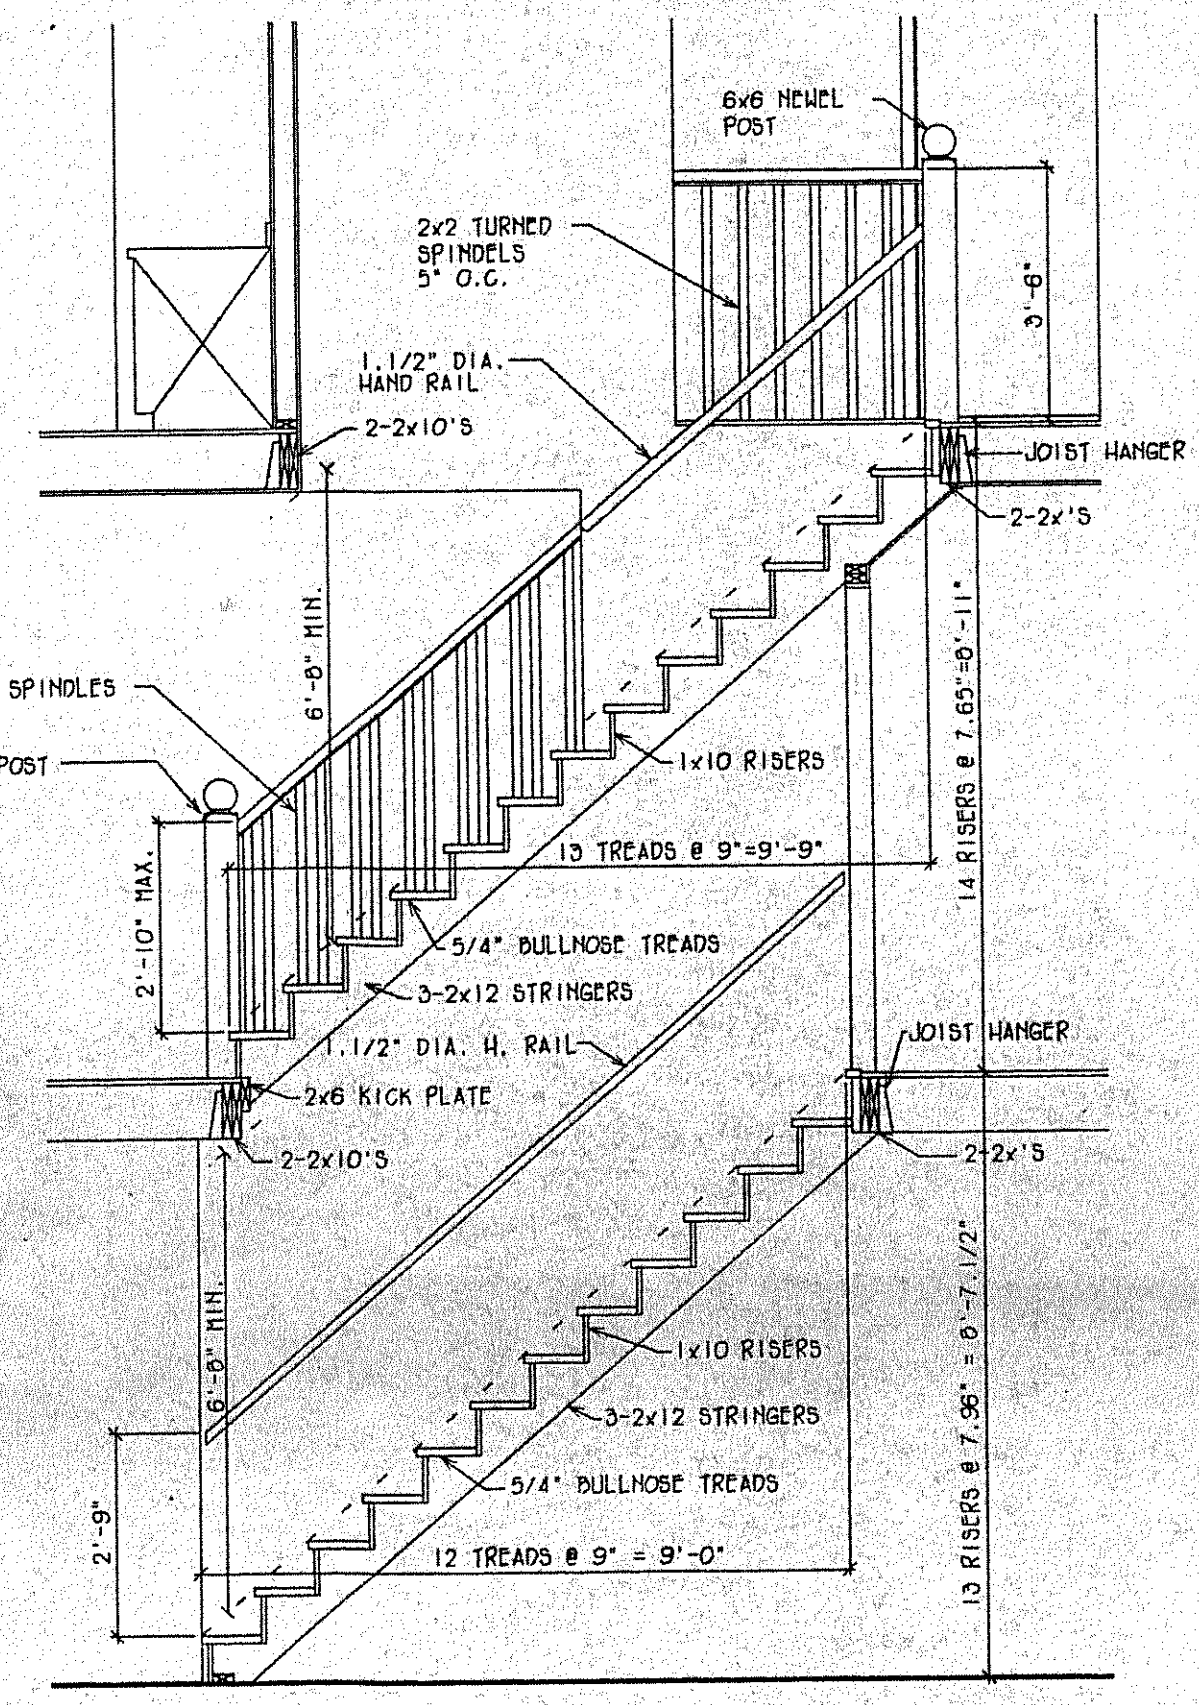 6x6 NEWEL
POST
2x2 TURNED
SPINDELS
5" O.C.
3'-6"
1.1/2" DIA.
HAND RAIL
2-2x10'S
JOIST HANGER
2-2x'S
6'-8" MIN.
SPINDLES
POST
1x10 RISERS
14 RISERS @ 7.65"=8'-11"
13 TREADS @ 9"=9'-9"
2'-10" MAX.
5/4" BULLNOSE TREADS
3-2x12 STRINGERS
1.1/2" DIA. H. RAIL
JOIST HANGER
2x6 KICK PLATE
2-2x10'S
2-2x'S
6'-8" MIN.
1x10 RISERS
3-2x12 STRINGERS
5/4" BULLNOSE TREADS
13 RISERS @ 7.96" = 8'-7.1/2"
2'-9"
12 TREADS @ 9" = 9'-0"